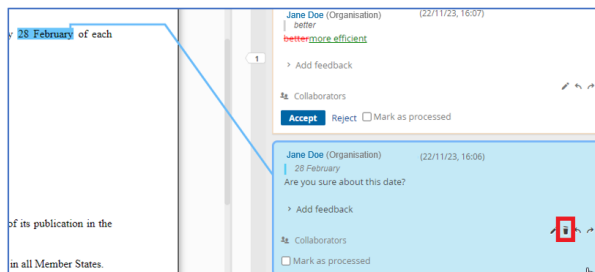 y 28 February of each
of its publication in the
in all Member States.
1
Jane Doe (Organisation) (22/11/23, 16:07)
better
bettermore efficient
> Add feedback
Collaborators
Accept Reject Mark as processed
Jane Doe (Organisation) (22/11/23, 16:06)
28 February
Are you sure about this date?
> Add feedback
Collaborators
Mark as processed